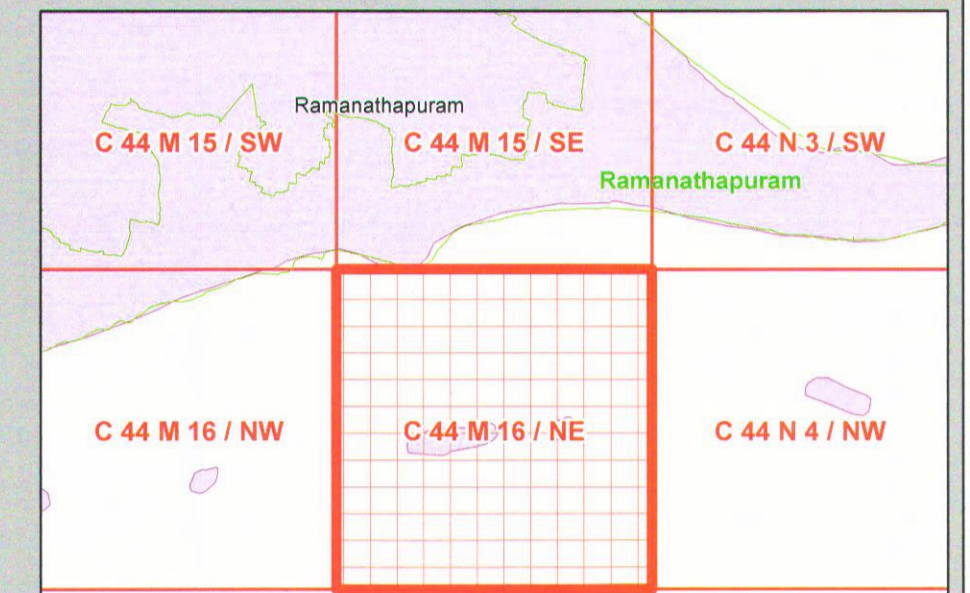 Ramanathapuram
C 44 M 15 / SW
C 44 M 15 / SE
C 44 N 3 / SW
Ramanathapuram
C 44 M 16 / NW
C 44 M 16 / NE
C 44 N 4 / NW